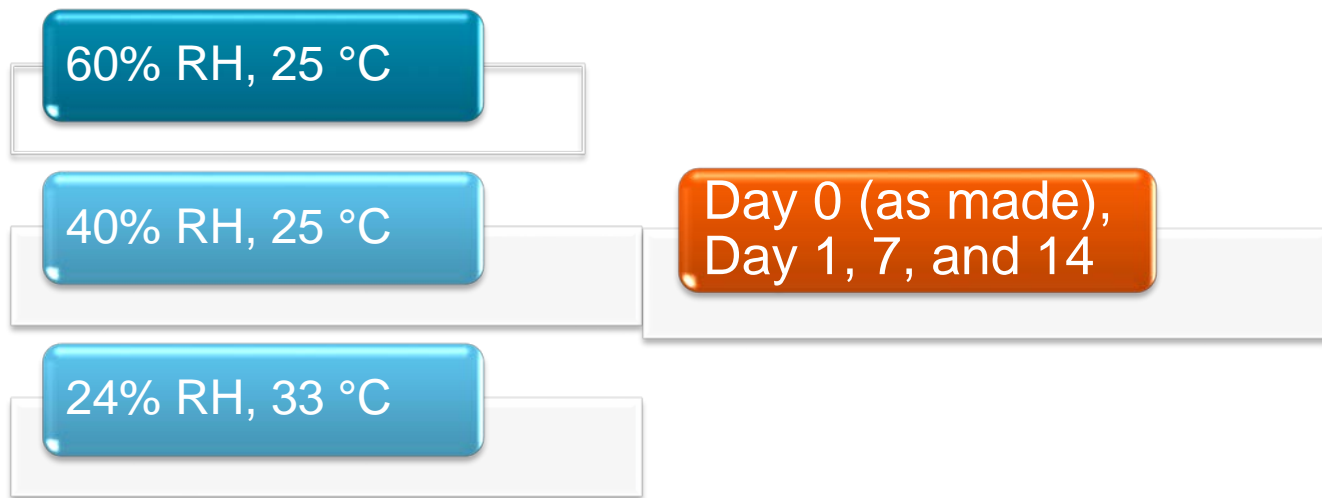 60% RH, 25 °C
40% RH, 25 °C
Day 0 (as made),
Day 1, 7, and 14
24% RH, 33 °C